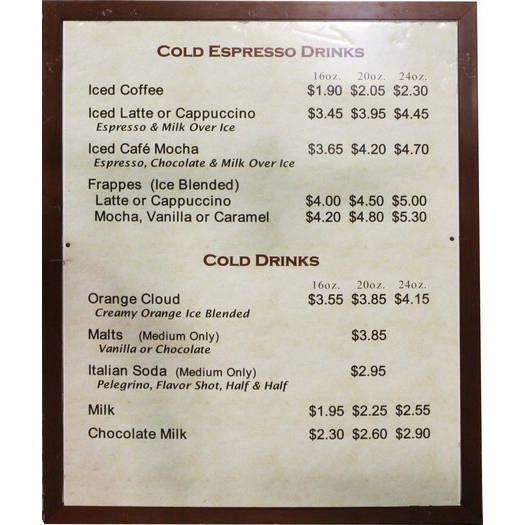 COLD ESPRESSO DRINKS
16oz. 20oz. 24oz.
Iced Coffee $1.90 $2.05 $2.30
Iced Latte or Cappuccino $3.45 $3.95 $4.45
Espresso & Milk Over Ice
Iced Café Mocha $3.65 $4.20 $4.70
Espresso, Chocolate & Milk Over Ice
Frappes (Ice Blended)
Latte or Cappuccino $4.00 $4.50 $5.00
Mocha, Vanilla or Caramel $4.20 $4.80 $5.30
COLD DRINKS
16oz. 20oz. 24oz.
Orange Cloud $3.55 $3.85 $4.15
Creamy Orange Ice Blended
Malts (Medium Only) $3.85
Vanilla or Chocolate
Italian Soda (Medium Only) $2.95
Pelegrino, Flavor Shot, Half & Half
Milk $1.95 $2.25 $2.55
Chocolate Milk $2.30 $2.60 $2.90